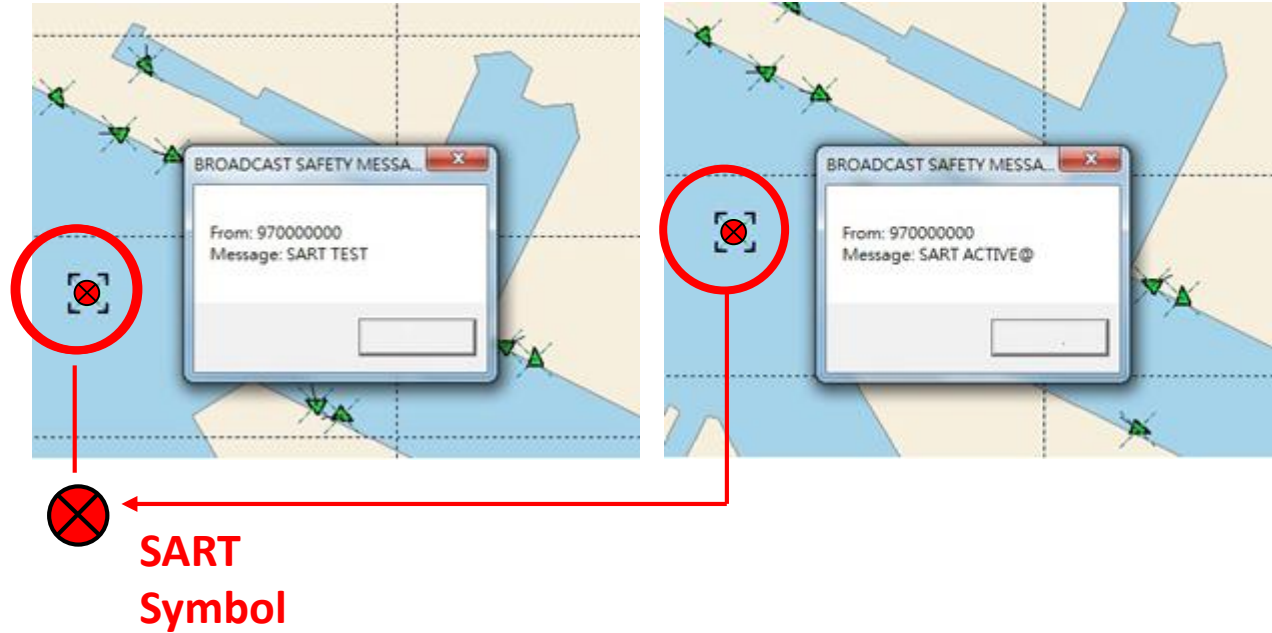 BROADCAST SAFETY MESSA...
From: 970000000
Message: SART TEST
BROADCAST SAFETY MESSA...
From: 970000000
Message: SART ACTIVE@
SART
Symbol